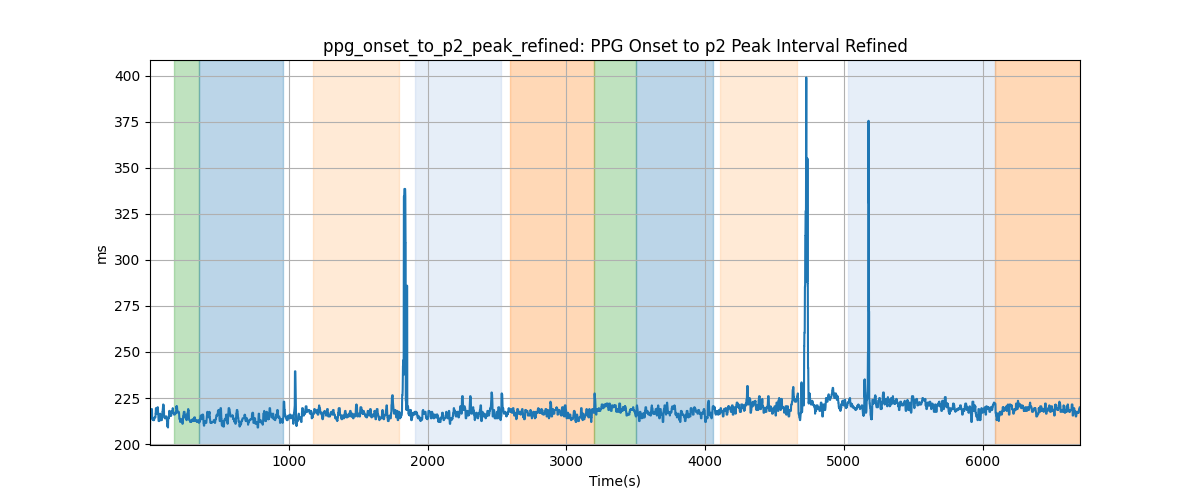 ppg_onset_to_p2_peak_refined: PPG Onset to p2 Peak Interval Refined
400
375
350
325
300
275
250
225
200
ms
1000 2000 3000 4000 5000 6000
Time(s)